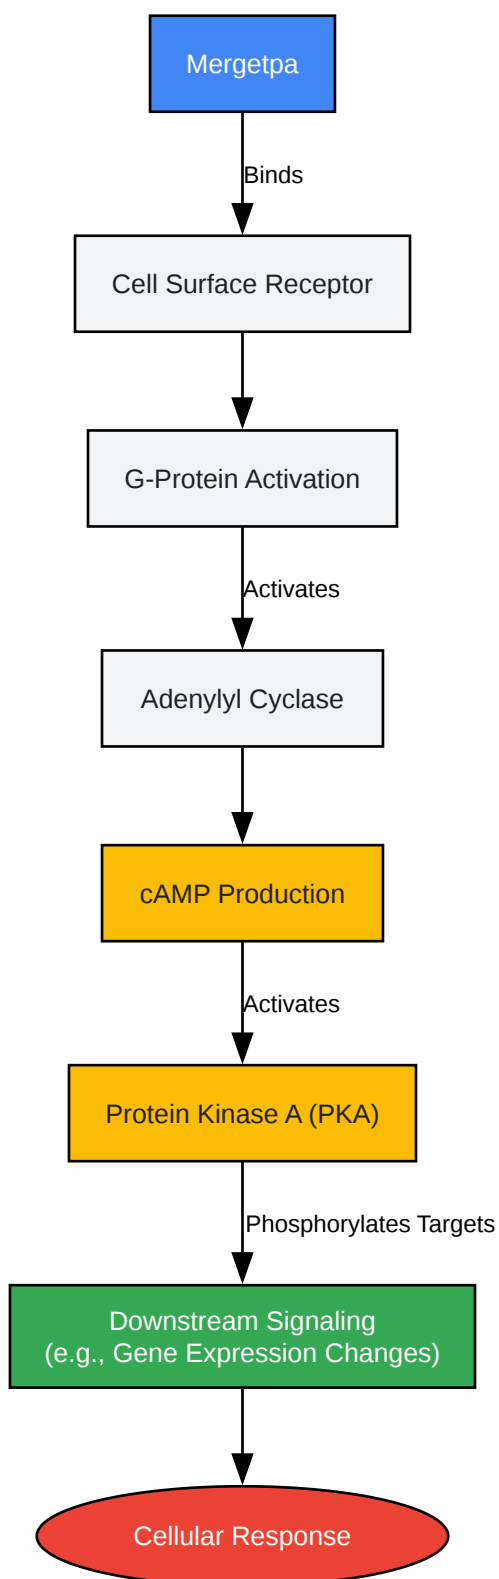 Mergetpa
Binds
Cell Surface Receptor
G-Protein Activation
Activates
Adenylyl Cyclase
cAMP Production
Activates
Protein Kinase A (PKA)
Phosphorylates Targets
Downstream Signaling
(e.g., Gene Expression Changes)
Cellular Response